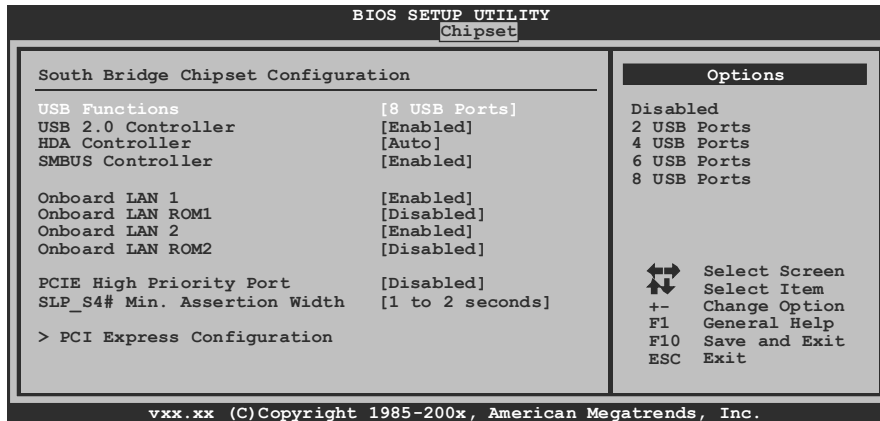 BIOS SETUP UTILITY
Chipset
South Bridge Chipset Configuration
USB Functions [8 USB Ports]
USB 2.0 Controller [Enabled]
HDA Controller [Auto]
SMBUS Controller [Enabled]
Onboard LAN 1 [Enabled]
Onboard LAN ROM1 [Disabled]
Onboard LAN 2 [Enabled]
Onboard LAN ROM2 [Disabled]
PCIE High Priority Port [Disabled]
SLP_S4# Min. Assertion Width [1 to 2 seconds]
> PCI Express Configuration
Options
Disabled
2 USB Ports
4 USB Ports
6 USB Ports
8 USB Ports
Select Screen
Select Item
+- Change Option
F1 General Help
F10 Save and Exit
ESC Exit
vxx.xx (C)Copyright 1985-200x, American Megatrends, Inc.